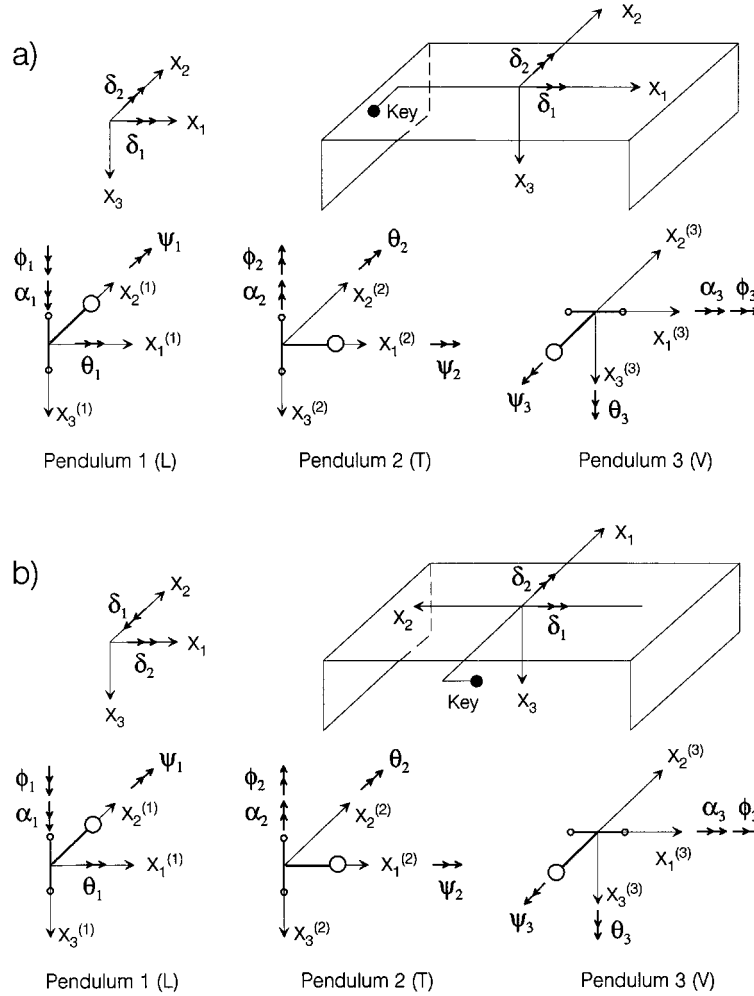 a)
X₂
δ₂
X₁
δ₁
X₃
X₂
δ₂
X₁
δ₁
Key
X₃
ϕ₁
α₁
ψ₁
X₂⁽¹⁾
X₁⁽¹⁾
θ₁
X₃⁽¹⁾
Pendulum 1 (L)
ϕ₂
α₂
θ₂
X₂⁽²⁾
X₁⁽²⁾
ψ₂
X₃⁽²⁾
Pendulum 2 (T)
X₂⁽³⁾
α₃ ϕ₃
X₁⁽³⁾
X₃⁽³⁾
ψ₃
θ₃
Pendulum 3 (V)
b)
X₂
δ₁
X₁
δ₂
X₃
X₁
δ₂
X₂
δ₁
Key
X₃
ϕ₁
α₁
ψ₁
X₂⁽¹⁾
X₁⁽¹⁾
θ₁
X₃⁽¹⁾
Pendulum 1 (L)
ϕ₂
α₂
θ₂
X₂⁽²⁾
X₁⁽²⁾
ψ₂
X₃⁽²⁾
Pendulum 2 (T)
X₂⁽³⁾
α₃ ϕ₃
X₁⁽³⁾
X₃⁽³⁾
ψ₃
θ₃
Pendulum 3 (V)